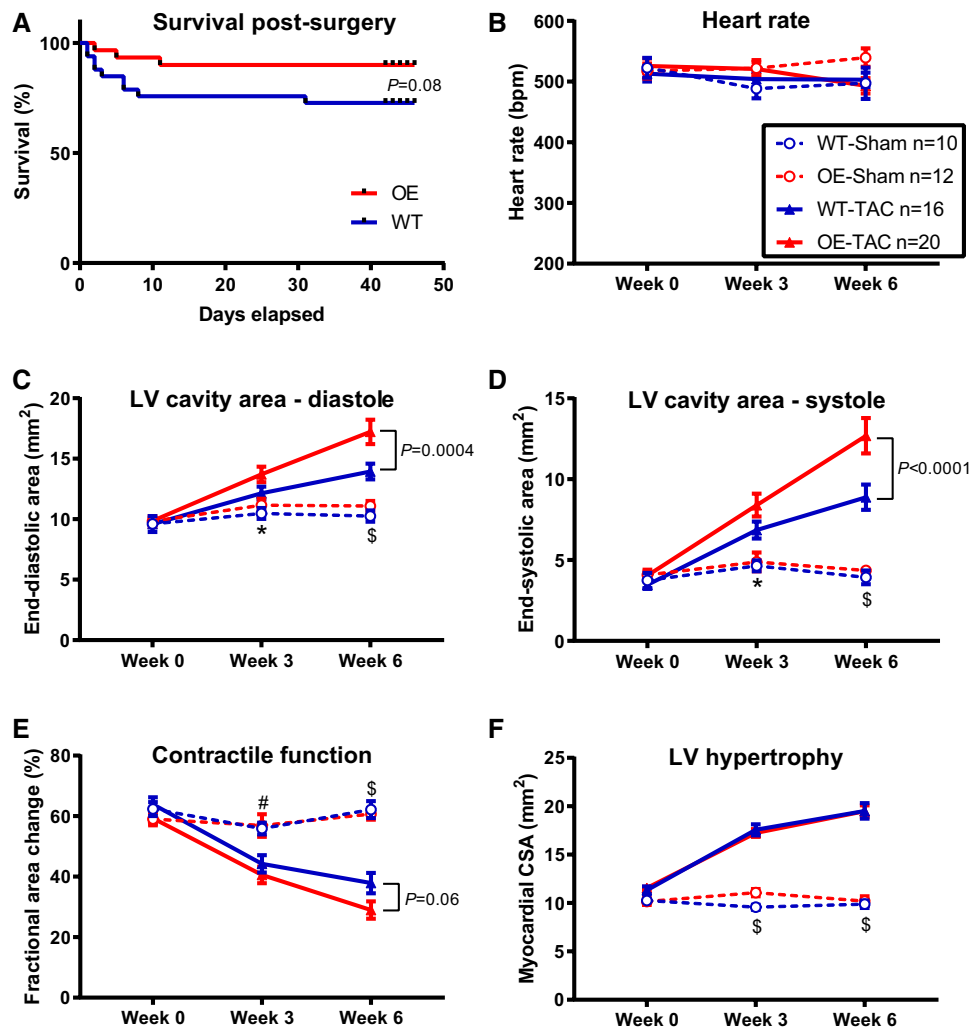 A
Survival post-surgery
Survival (%)
100
50
0
P=0.08
OE
WT
0 10 20 30 40 50
Days elapsed
B
Heart rate
Heart rate (bpm)
600
500
400
300
200
WT-Sham n=10
OE-Sham n=12
WT-TAC n=16
OE-TAC n=20
Week 0 Week 3 Week 6
C
LV cavity area - diastole
End-diastolic area (mm²)
20
15
10
5
0
P=0.0004
*
$
Week 0 Week 3 Week 6
D
LV cavity area - systole
End-systolic area (mm²)
15
10
5
0
P<0.0001
*
$
Week 0 Week 3 Week 6
E
Contractile function
Fractional area change (%)
80
60
40
20
0
#
$
P=0.06
Week 0 Week 3 Week 6
F
LV hypertrophy
Myocardial CSA (mm²)
25
20
15
10
5
0
$ $
Week 0 Week 3 Week 6